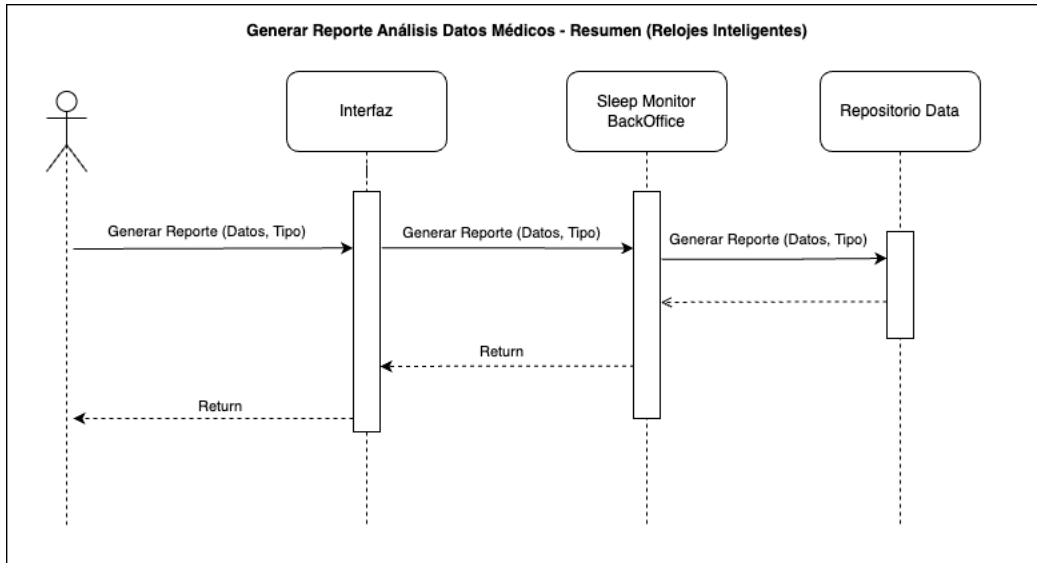 Generar Reporte Análisis Datos Médicos - Resumen (Relojes Inteligentes)
Interfaz
Sleep Monitor
BackOffice
Repositorio Data
Generar Reporte (Datos, Tipo)
Generar Reporte (Datos, Tipo)
Generar Reporte (Datos, Tipo)
Return
Return